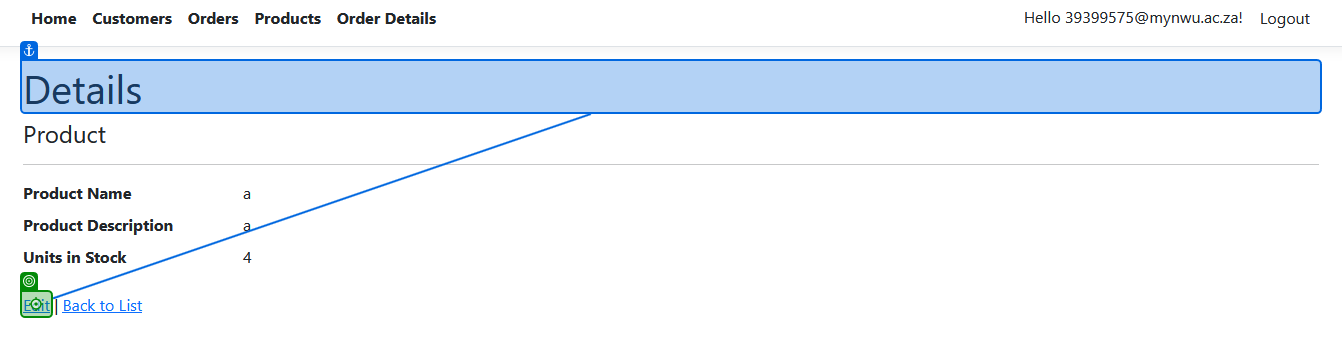 Home Customers Orders Products Order Details Hello 39399575@mynwu.ac.za! Logout
Details
Product
Product Name a
Product Description a
Units in Stock 4
Edit | Back to List